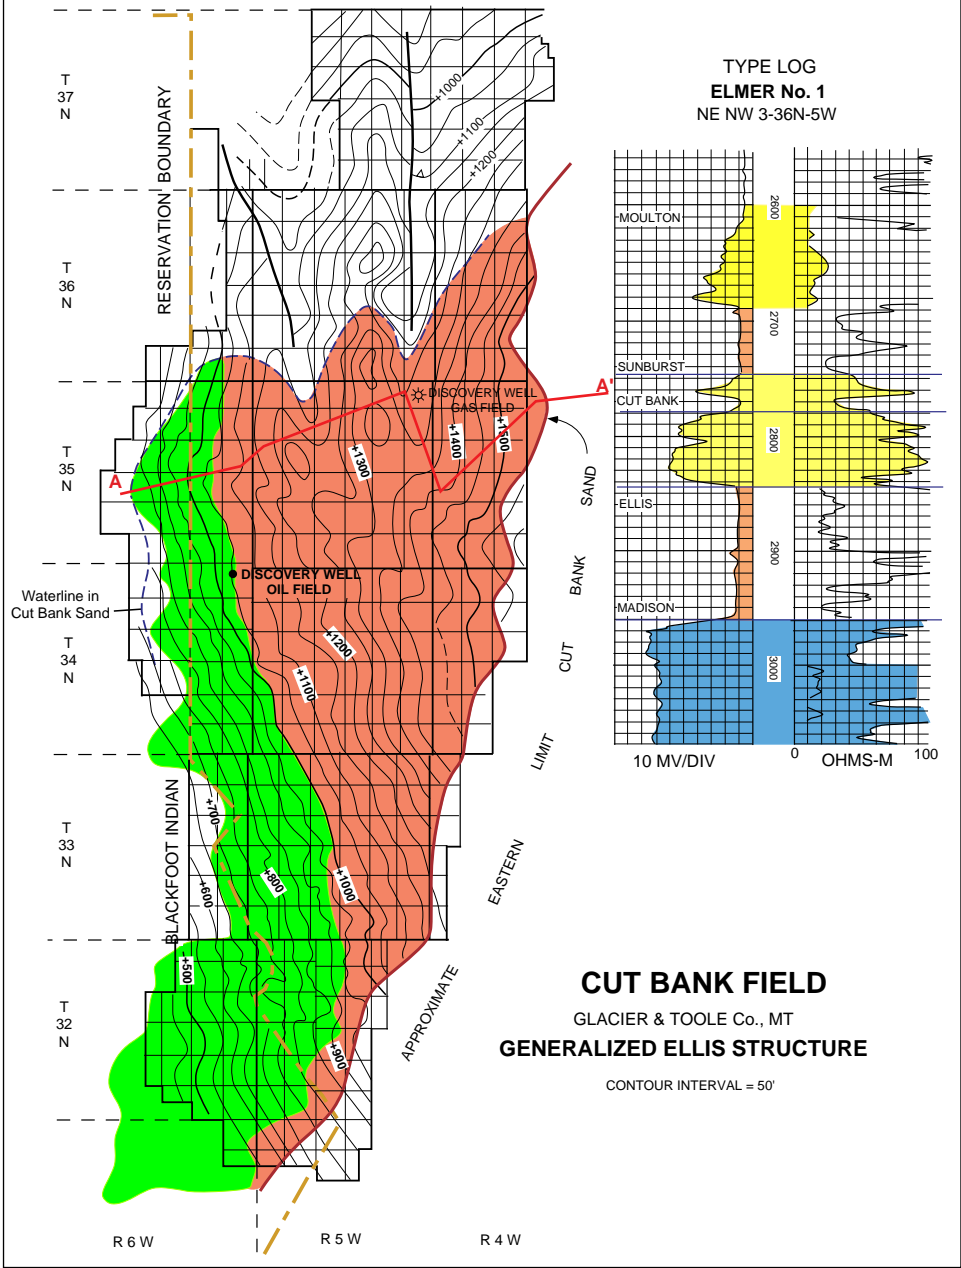 TYPE LOG
ELMER No. 1
NE NW 3-36N-5W
T
37
N
T
36
N
T
35
N
T
34
N
T
33
N
T
32
N
RESERVATION BOUNDARY
BLACKFOOT INDIAN
+1000
+1100
+1200
DISCOVERY WELL
GAS FIELD
A
A'
+1300
+1400
+1500
DISCOVERY WELL
OIL FIELD
Waterline in
Cut Bank Sand
+1200
+1100
+700
+600
+800
+1000
+500
+900
APPROXIMATE
EASTERN
LIMIT
CUT
BANK
SAND
MOULTON
SUNBURST
CUT BANK
ELLIS
MADISON
2600
2700
2800
2900
3000
10 MV/DIV
0
OHMS-M
100
CUT BANK FIELD
GLACIER & TOOLE Co., MT
GENERALIZED ELLIS STRUCTURE
CONTOUR INTERVAL = 50'
R 6 W
R 5 W
R 4 W